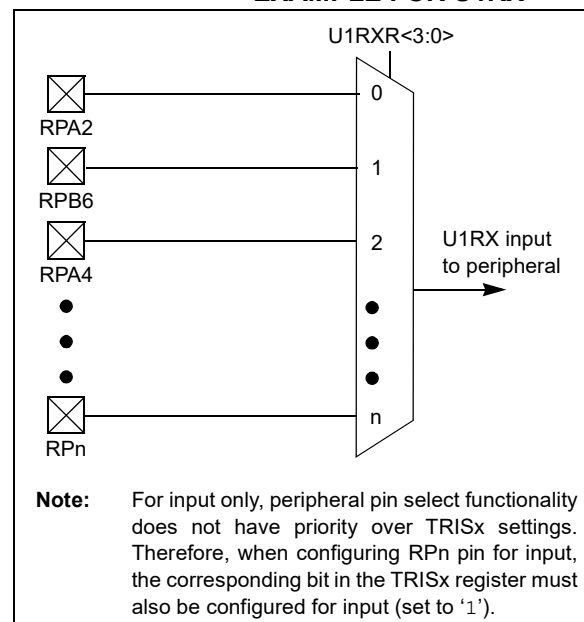 U1RXR<3:0>
0
RPA2
1
RPB6
2
RPA4
U1RX input
to peripheral
n
RPn
Note: For input only, peripheral pin select functionality
does not have priority over TRISx settings.
Therefore, when configuring RPn pin for input,
the corresponding bit in the TRISx register must
also be configured for input (set to ‘1’).